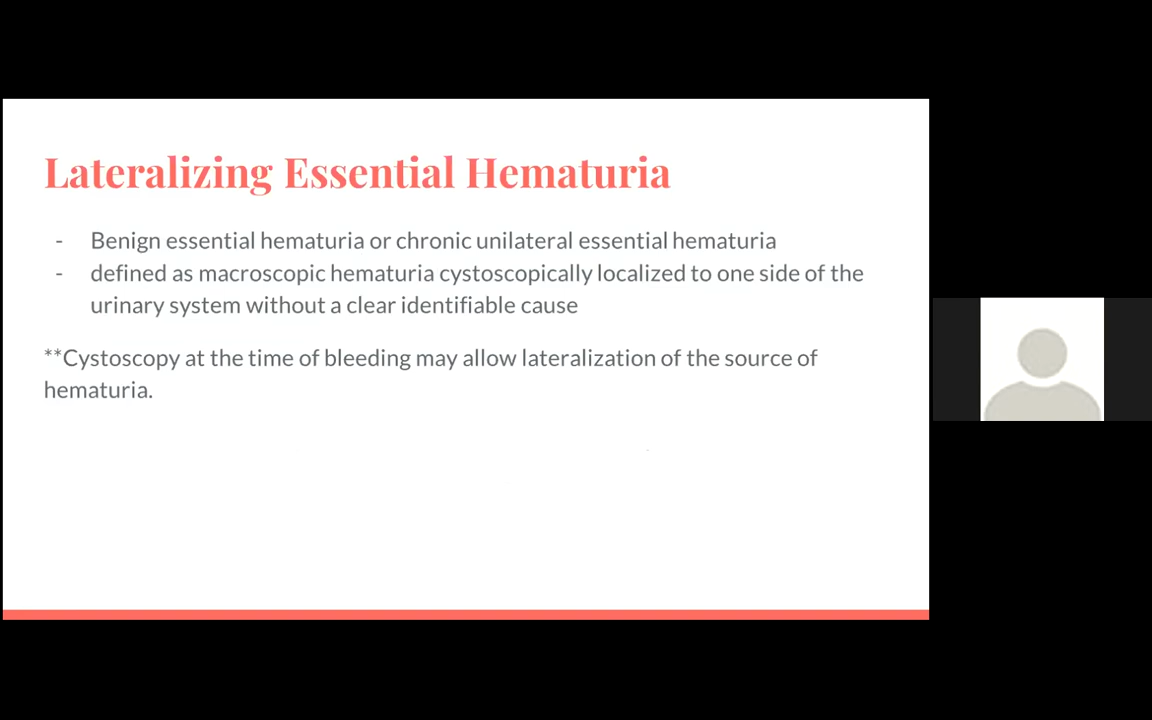 Lateralizing Essential Hematuria
- Benign essential hematuria or chronic unilateral essential hematuria
- defined as macroscopic hematuria cystoscopically localized to one side of the
urinary system without a clear identifiable cause
**Cystoscopy at the time of bleeding may allow lateralization of the source of
hematuria.